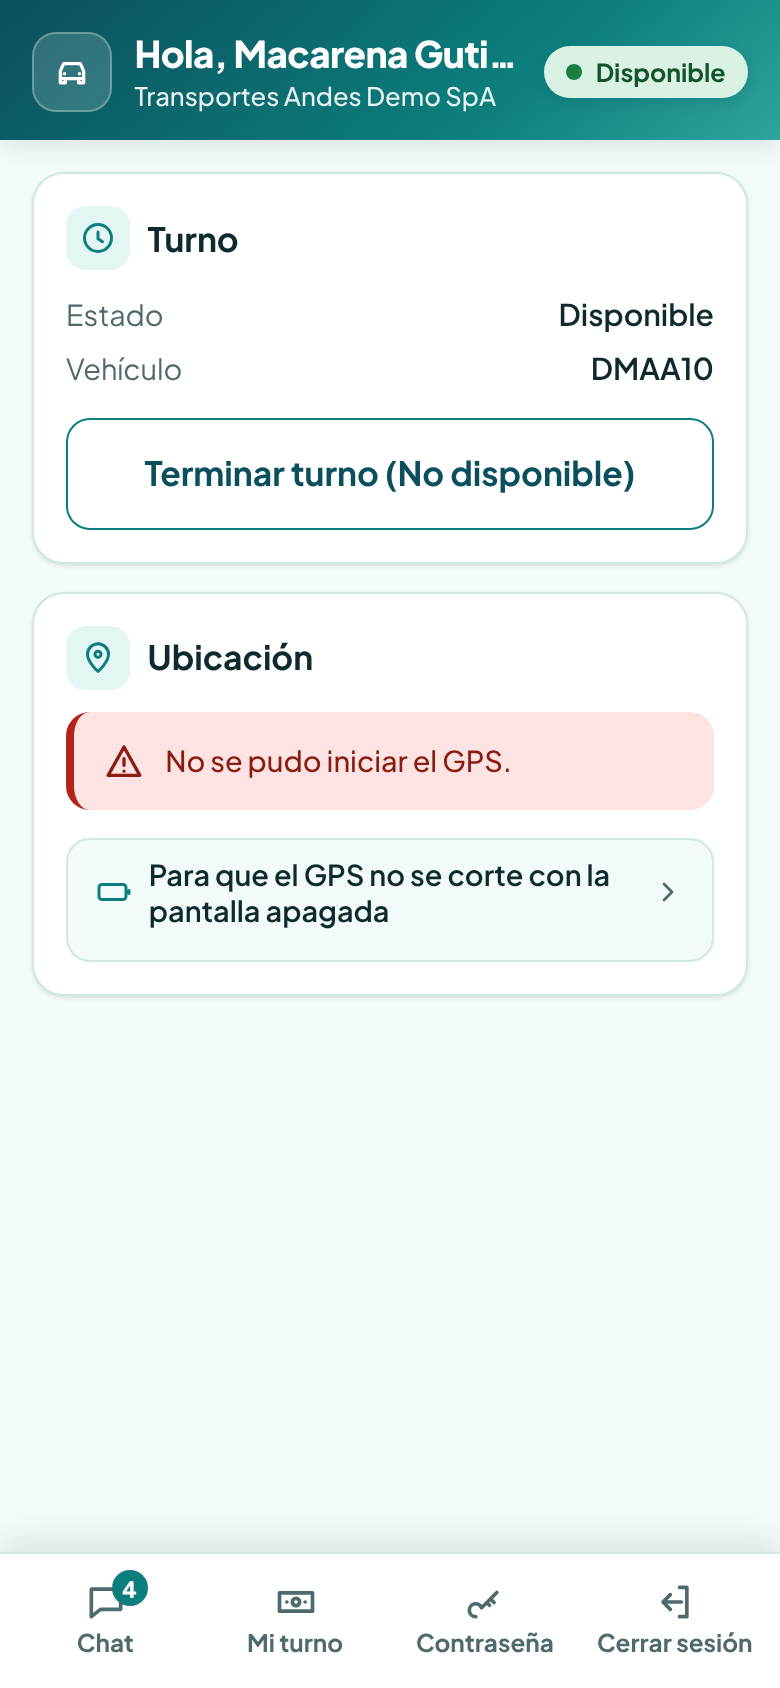 Hola, Macarena Guti...
Transportes Andes Demo SpA
Disponible
Turno
Estado
Disponible
Vehículo
DMAA10
Terminar turno (No disponible)
Ubicación
No se pudo iniciar el GPS.
Para que el GPS no se corte con la
pantalla apagada
4
Chat
Mi turno
Contraseña
Cerrar sesión